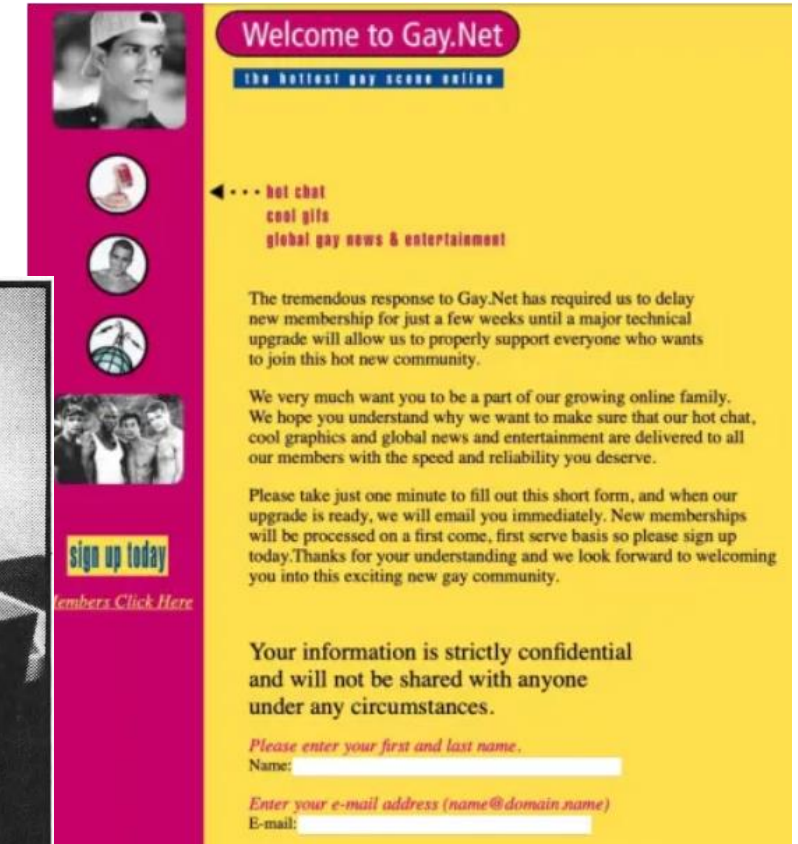 Welcome to Gay.Net
the hottest gay scene online
hot chat
cool gifs
global gay news & entertainment
The tremendous response to Gay.Net has required us to delay
new membership for just a few weeks until a major technical
upgrade will allow us to properly support everyone who wants
to join this hot new community.
We very much want you to be a part of our growing online family.
We hope you understand why we want to make sure that our hot chat,
cool graphics and global news and entertainment are delivered to all
our members with the speed and reliability you deserve.
Please take just one minute to fill out this short form, and when our
upgrade is ready, we will email you immediately. New memberships
will be processed on a first come, first serve basis so please sign up
today.Thanks for your understanding and we look forward to welcoming
you into this exciting new gay community.
sign up today
Members Click Here
Your information is strictly confidential
and will not be shared with anyone
under any circumstances.
Please enter your first and last name.
Name:
Enter your e-mail address (name@domain.name)
E-mail: